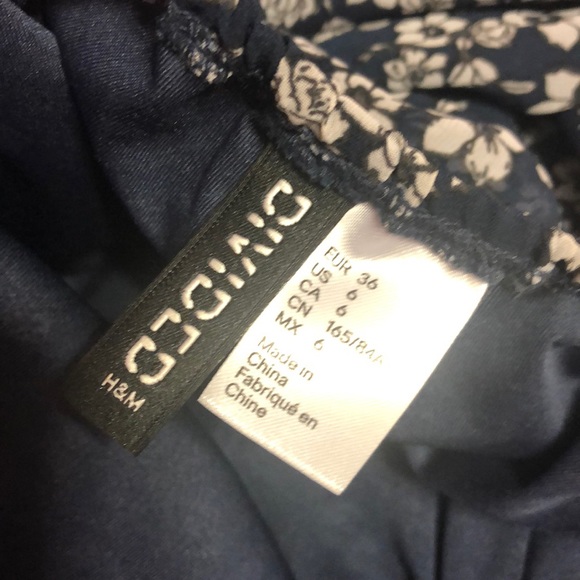 DIVIDED
H&M
EUR 36
US 6
CA 6
CN 165/84A
MX 6
Made in
China
Fabriqué en
Chine